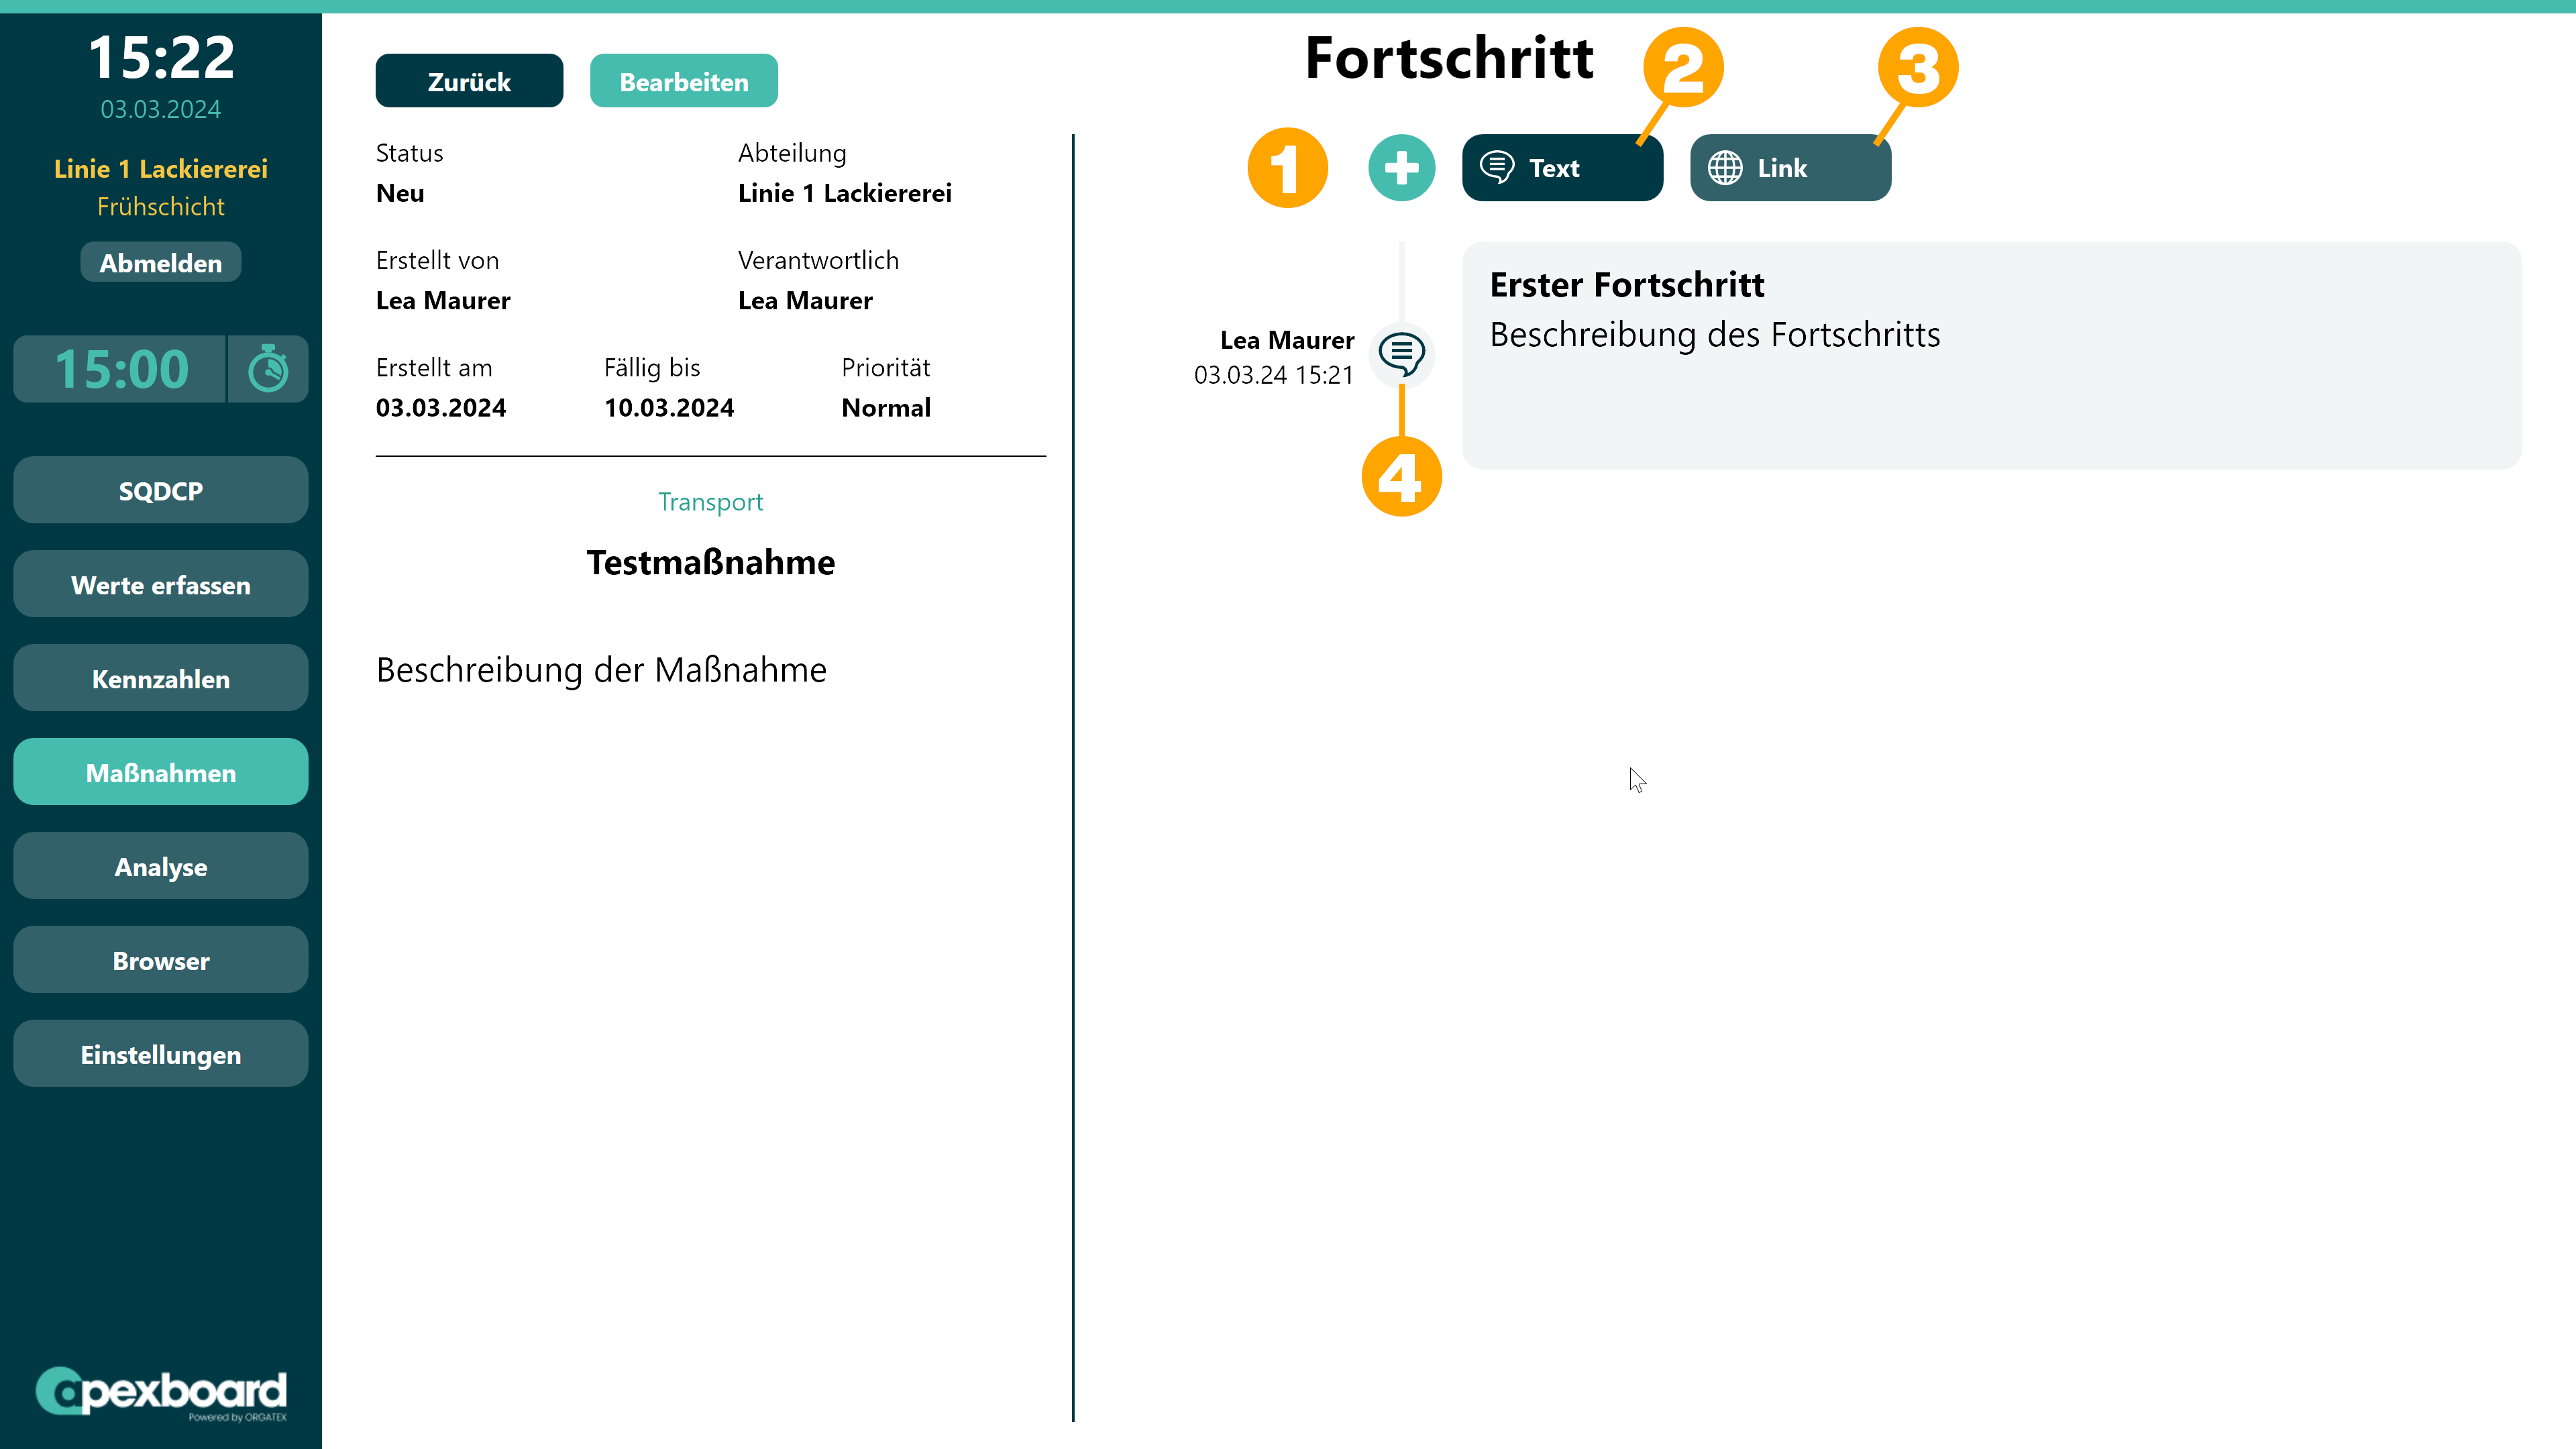 15:22
03.03.2024
Linie 1 Lackiererei
Frühschicht
Abmelden
15:00
SQDCP
Werte erfassen
Kennzahlen
Maßnahmen
Analyse
Browser
Einstellungen
apexboard
Powered by ORGATEX
Zurück
Bearbeiten
Status
Neu
Abteilung
Linie 1 Lackiererei
Erstellt von
Lea Maurer
Verantwortlich
Lea Maurer
Erstellt am
03.03.2024
Fällig bis
10.03.2024
Priorität
Normal
Transport
Testmaßnahme
Beschreibung der Maßnahme
Fortschritt
2
3
1
Text
Link
Lea Maurer
03.03.24 15:21
4
Erster Fortschritt
Beschreibung des Fortschritts